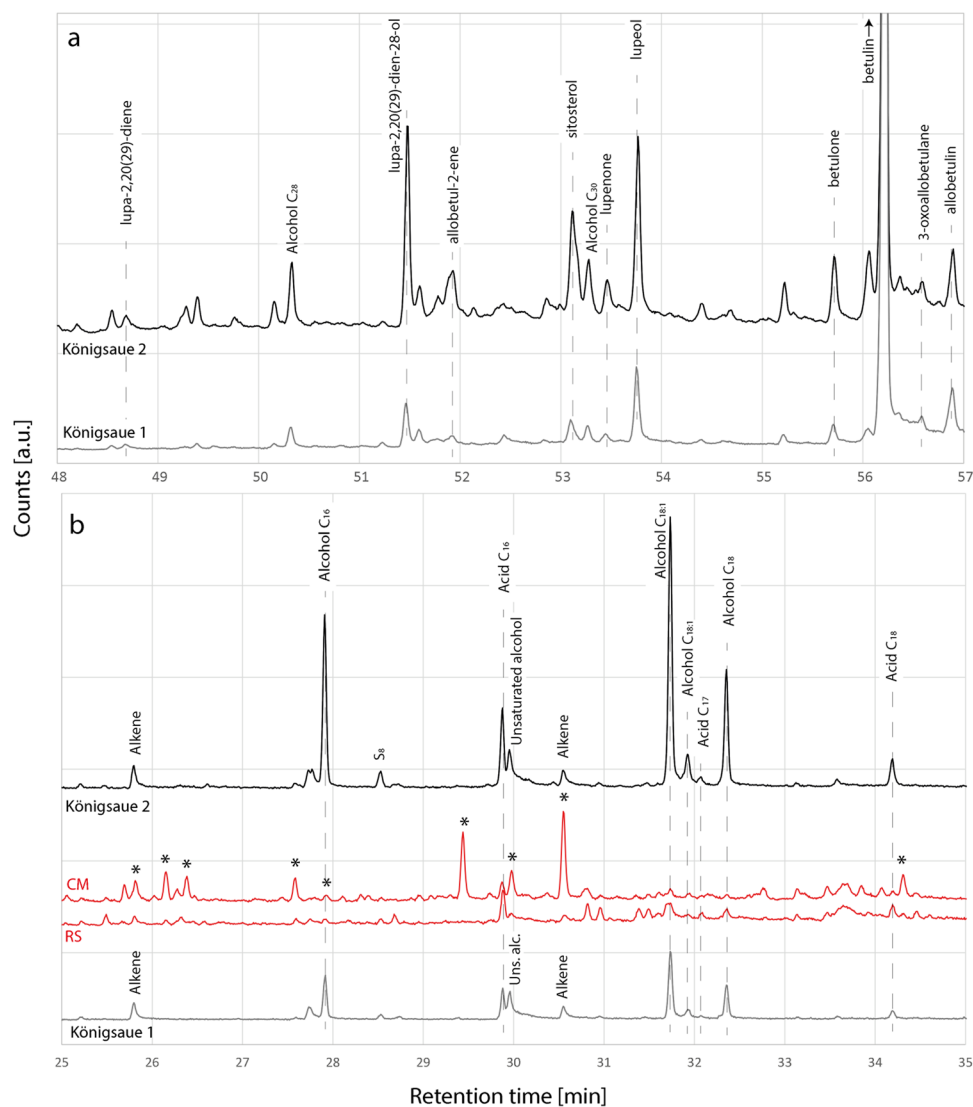 a
lupa-2,20(29)-diene
Alcohol C₂₈
lupa-2,20(29)-dien-28-ol
allobetul-2-ene
sitosterol
Alcohol C₃₀
lupenone
lupeol
betulone
betulin→
3-oxoallobetulane
allobetulin
Königsaue 2
Königsaue 1
48 49 50 51 52 53 54 55 56 57
Counts [a.u.]
b
Alkene
Alcohol C₁₆
S₈
Acid C₁₆
Unsaturated alcohol
Alkene
Alcohol C₁₈:₁
Alcohol C₁₈:₁
Acid C₁₇
Alcohol C₁₈
Acid C₁₈
Königsaue 2
* * * * * * * * *
CM
RS
Alkene
Uns. alc.
Alkene
Königsaue 1
25 26 27 28 29 30 31 32 33 34 35
Retention time [min]